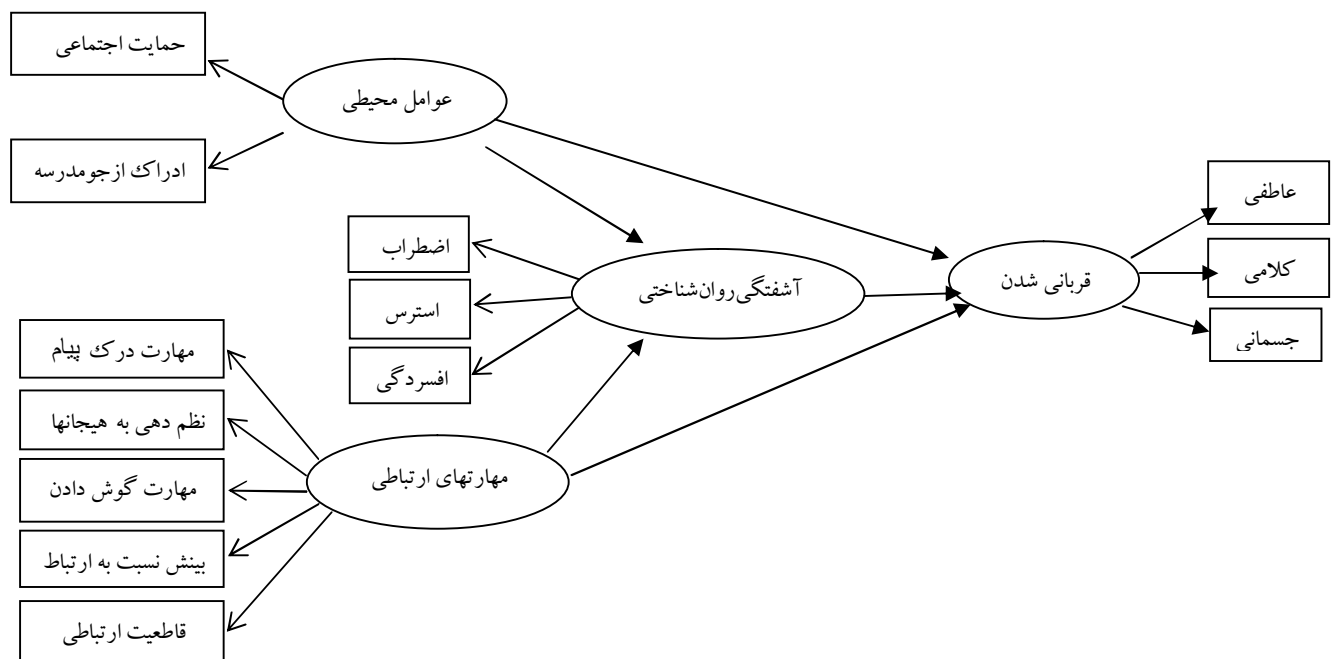 حمایت اجتماعی
عوامل محیطی
ادراک ازجومدرسه
عاطفی
اضطراب
کلامی
قربانی شدن
آشفتگی‌روان‌شناختی
استرس
جسمانی
مهارت درک پیام
افسردگی
نظم دهی به هیجانها
مهارتهای ارتباطی
مهارت گوش دادن
بینش نسبت به ارتباط
قاطعیت ارتباطی